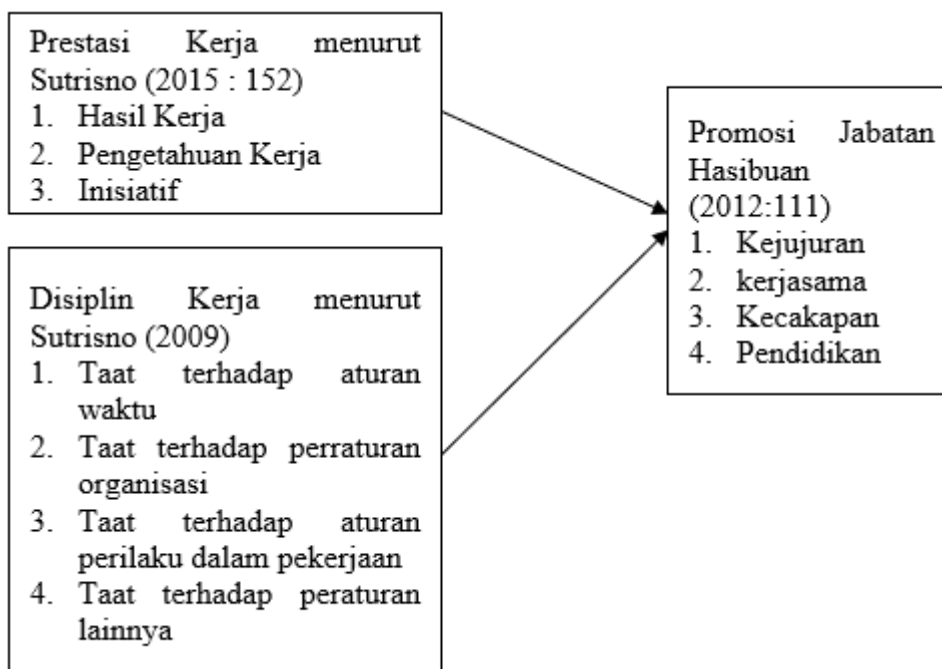 Prestasi Kerja menurut
Sutrisno (2015 : 152)
1. Hasil Kerja
2. Pengetahuan Kerja
3. Inisiatif
Disiplin Kerja menurut
Sutrisno (2009)
1. Taat terhadap aturan
waktu
2. Taat terhadap perraturan
organisasi
3. Taat terhadap aturan
perilaku dalam pekerjaan
4. Taat terhadap peraturan
lainnya
Promosi Jabatan
Hasibuan
(2012:111)
1. Kejujuran
2. kerjasama
3. Kecakapan
4. Pendidikan